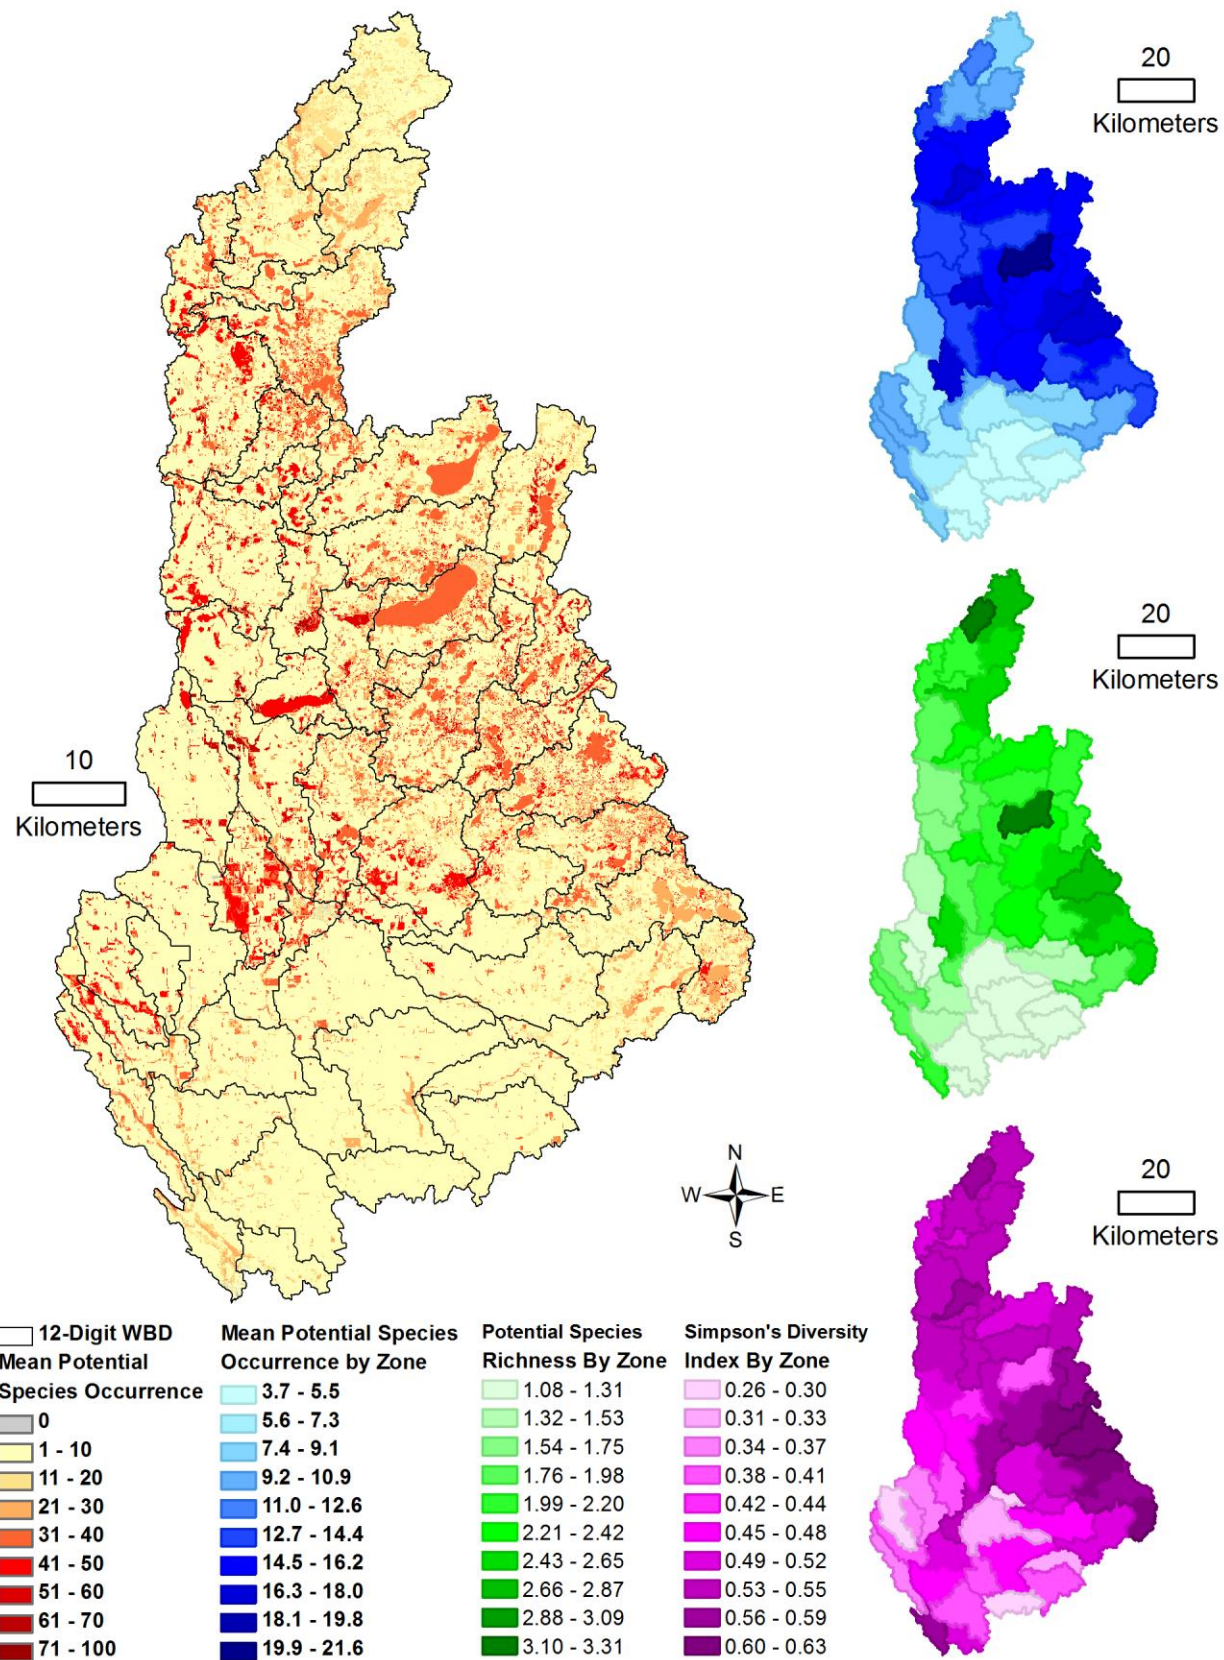 20
Kilometers
20
Kilometers
10
Kilometers
20
Kilometers
N
W E
S
12-Digit WBD
Mean Potential
Species Occurrence
0
1 - 10
11 - 20
21 - 30
31 - 40
41 - 50
51 - 60
61 - 70
71 - 100
Mean Potential Species
Occurrence by Zone
3.7 - 5.5
5.6 - 7.3
7.4 - 9.1
9.2 - 10.9
11.0 - 12.6
12.7 - 14.4
14.5 - 16.2
16.3 - 18.0
18.1 - 19.8
19.9 - 21.6
Potential Species
Richness By Zone
1.08 - 1.31
1.32 - 1.53
1.54 - 1.75
1.76 - 1.98
1.99 - 2.20
2.21 - 2.42
2.43 - 2.65
2.66 - 2.87
2.88 - 3.09
3.10 - 3.31
Simpson's Diversity
Index By Zone
0.26 - 0.30
0.31 - 0.33
0.34 - 0.37
0.38 - 0.41
0.42 - 0.44
0.45 - 0.48
0.49 - 0.52
0.53 - 0.55
0.56 - 0.59
0.60 - 0.63